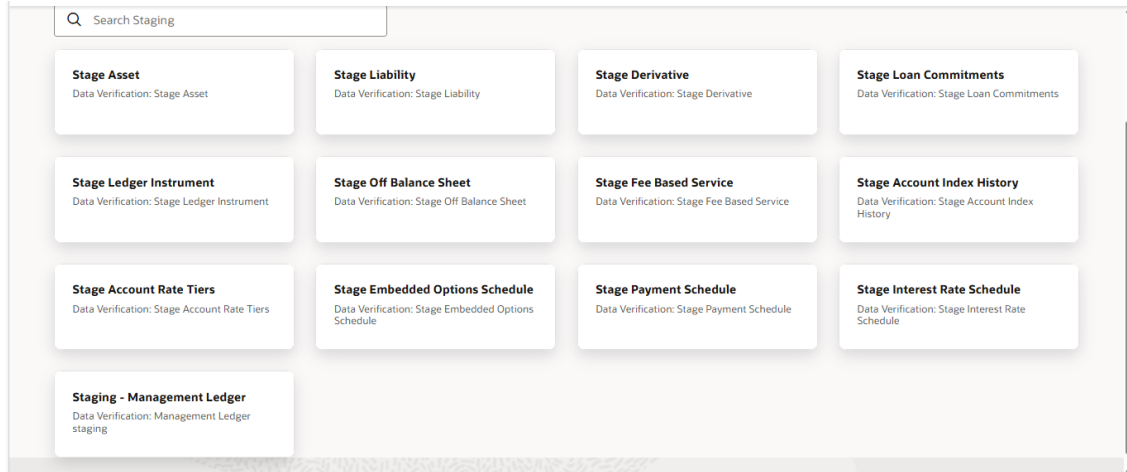 Search Staging
Stage Asset
Data Verification: Stage Asset
Stage Liability
Data Verification: Stage Liability
Stage Derivative
Data Verification: Stage Derivative
Stage Loan Commitments
Data Verification: Stage Loan Commitments
Stage Ledger Instrument
Data Verification: Stage Ledger Instrument
Stage Off Balance Sheet
Data Verification: Stage Off Balance Sheet
Stage Fee Based Service
Data Verification: Stage Fee Based Service
Stage Account Index History
Data Verification: Stage Account Index
History
Stage Account Rate Tiers
Data Verification: Stage Account Rate Tiers
Stage Embedded Options Schedule
Data Verification: Stage Embedded Options
Schedule
Stage Payment Schedule
Data Verification: Stage Payment Schedule
Stage Interest Rate Schedule
Data Verification: Stage Interest Rate
Schedule
Staging - Management Ledger
Data Verification: Management Ledger
staging